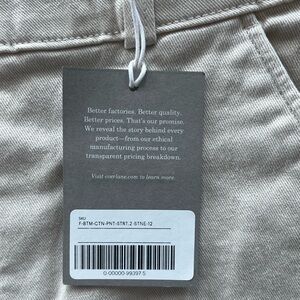 Better factories. Better quality.
Better prices. That's our promise.
We reveal the story behind every
product—from our ethical
manufacturing process to our
transparent pricing breakdown.
Visit everlane.com to learn more.
SKU
F-BTM-CTN-PNT-STRT.2-STNE-12
0-00000-99397-5